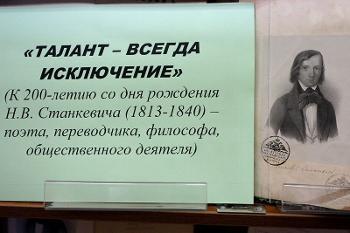 «ТАЛАНТ – ВСЕГДА
ИСКЛЮЧЕНИЕ»
(К 200-летию со дня рождения
Н.В. Станкевича (1813-1840) –
поэта, переводчика, философа,
общественного деятеля)